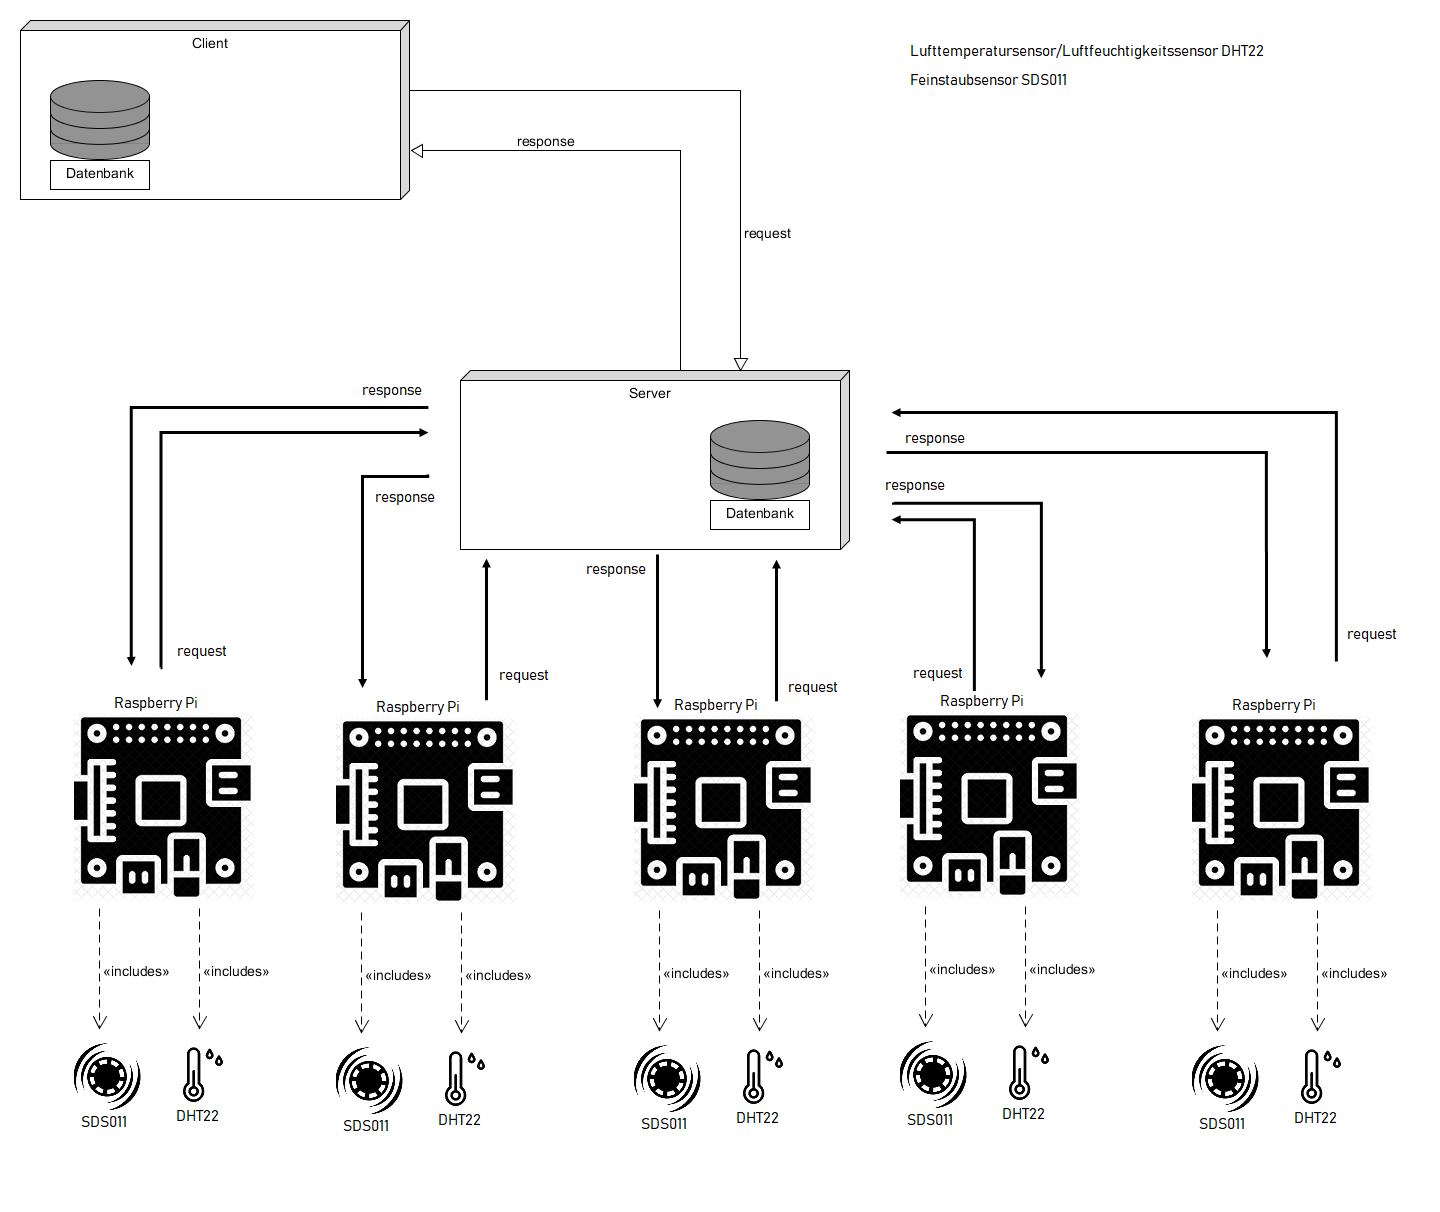 Client
Lufttemperatursensor/Luftfeuchtigkeitssensor DHT22
Feinstaubsensor SDS011
Datenbank
response
request
Server
response
response
response
response
Datenbank
response
request
request
request
request
request
Raspberry Pi
Raspberry Pi
Raspberry Pi
Raspberry Pi
Raspberry Pi
«includes»
«includes»
«includes»
«includes»
«includes»
«includes»
«includes»
«includes»
«includes»
«includes»
SDS011
DHT22
SDS011
DHT22
SDS011
DHT22
SDS011
DHT22
SDS011
DHT22